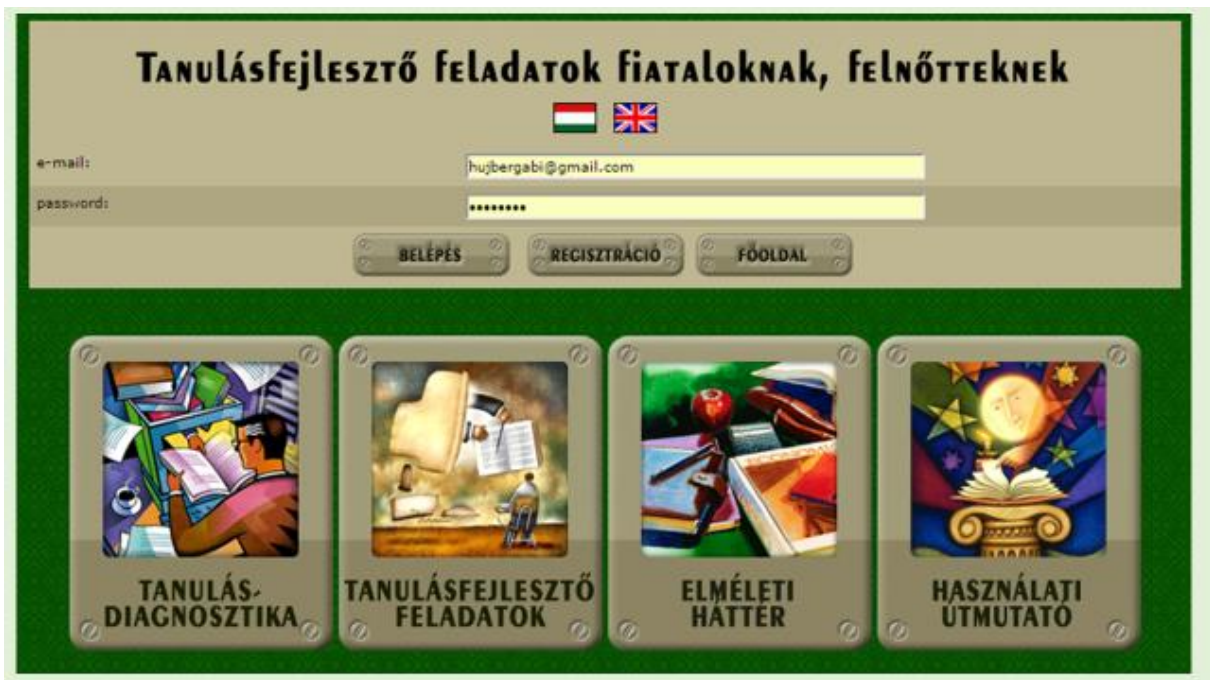 Tanulásfejlesztő feladatok fiataloknak, felnőtteknek
e-mail:
hujbergabi@gmail.com
password:
••••••••
BELÉPÉS
REGISZTRÁCIÓ
FŐOLDAL
TANULÁS-
DIAGNOSZTIKA
TANULÁSFEJLESZTŐ
FELADATOK
ELMÉLETI
HÁTTÉR
HASZNÁLATI
ÚTMUTATÓ